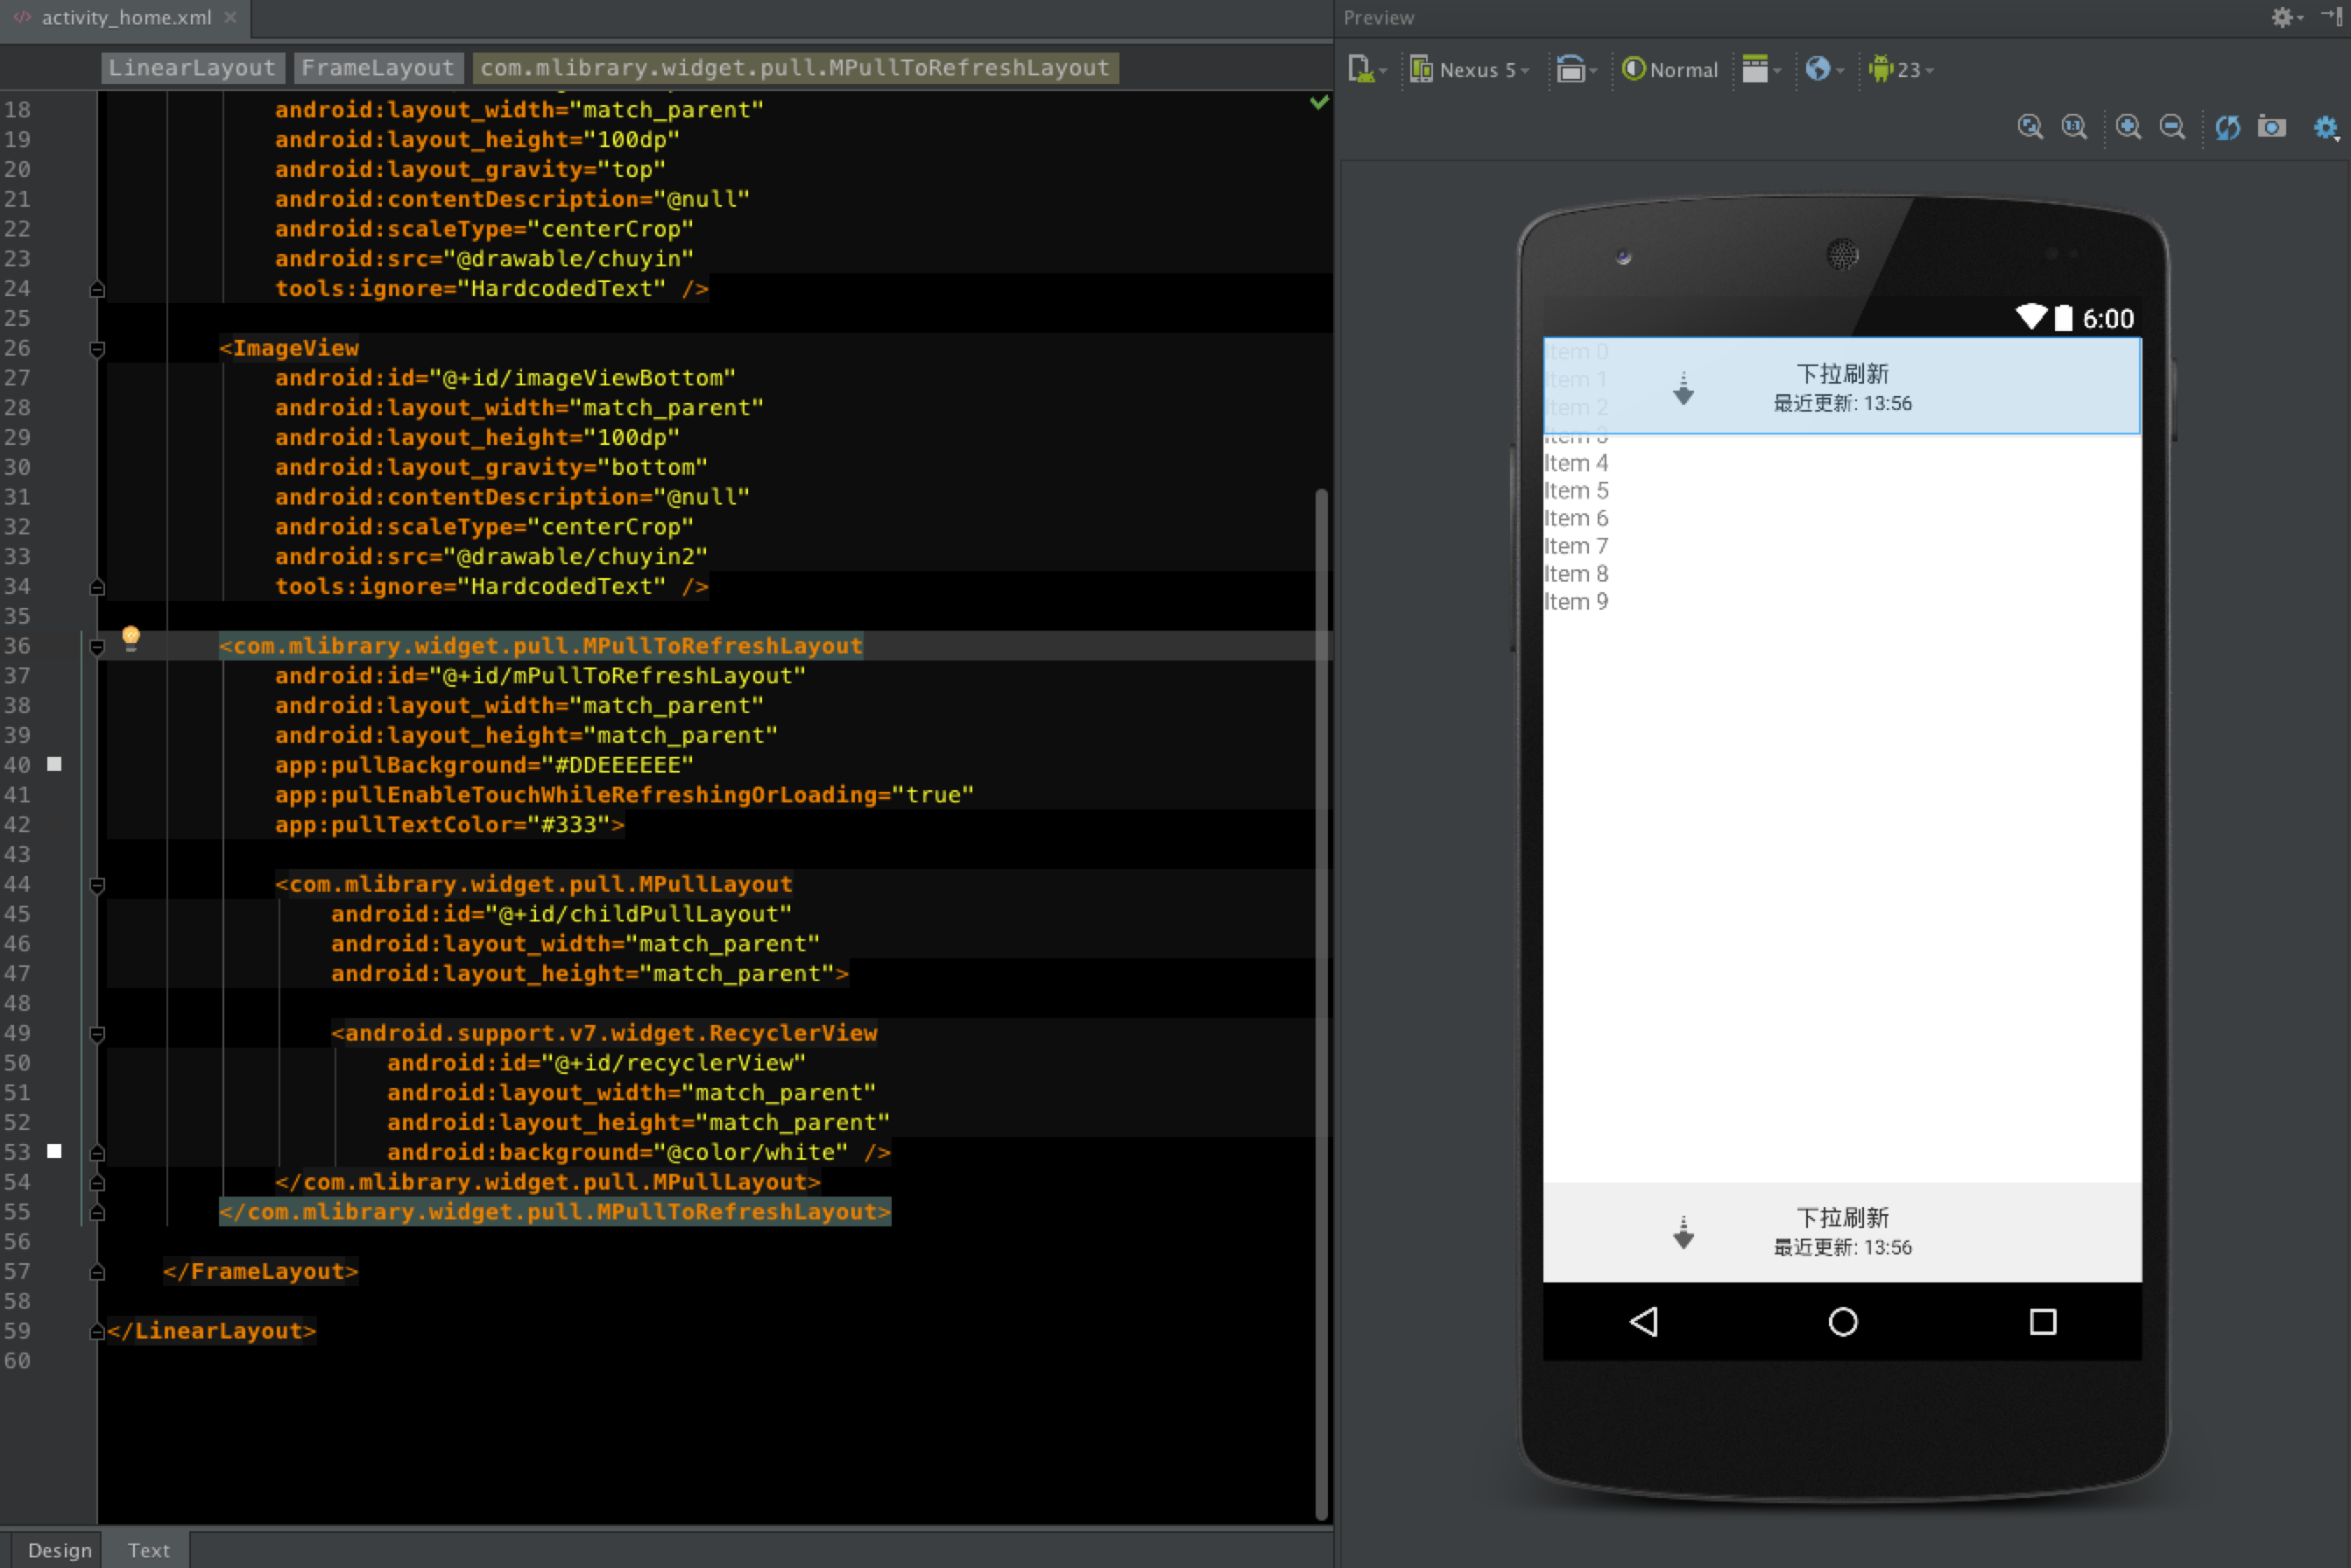 activity_home.xml
LinearLayout FrameLayout com.mlibrary.widget.pull.MPullToRefreshLayout
18 android:layout_width="match_parent"
19 android:layout_height="100dp"
20 android:layout_gravity="top"
21 android:contentDescription="@null"
22 android:scaleType="centerCrop"
23 android:src="@drawable/chuyin"
24 tools:ignore="HardcodedText" />
25
26 <ImageView
27 android:id="@+id/imageViewBottom"
28 android:layout_width="match_parent"
29 android:layout_height="100dp"
30 android:layout_gravity="bottom"
31 android:contentDescription="@null"
32 android:scaleType="centerCrop"
33 android:src="@drawable/chuyin2"
34 tools:ignore="HardcodedText" />
35
36 <com.mlibrary.widget.pull.MPullToRefreshLayout
37 android:id="@+id/mPullToRefreshLayout"
38 android:layout_width="match_parent"
39 android:layout_height="match_parent"
40 app:pullBackground="#DDEEEEEE"
41 app:pullEnableTouchWhileRefreshingOrLoading="true"
42 app:pullTextColor="#333">
43
44 <com.mlibrary.widget.pull.MPullLayout
45 android:id="@+id/childPullLayout"
46 android:layout_width="match_parent"
47 android:layout_height="match_parent">
48
49 <android.support.v7.widget.RecyclerView
50 android:id="@+id/recyclerView"
51 android:layout_width="match_parent"
52 android:layout_height="match_parent"
53 android:background="@color/white" />
54 </com.mlibrary.widget.pull.MPullLayout>
55 </com.mlibrary.widget.pull.MPullToRefreshLayout>
56
57 </FrameLayout>
58
59 </LinearLayout>
60
Design Text
Preview
Nexus 5 Normal 23
6:00
Item 0
Item 1
Item 2
下拉刷新
最近更新: 13:56
Item 3
Item 4
Item 5
Item 6
Item 7
Item 8
Item 9
下拉刷新
最近更新: 13:56